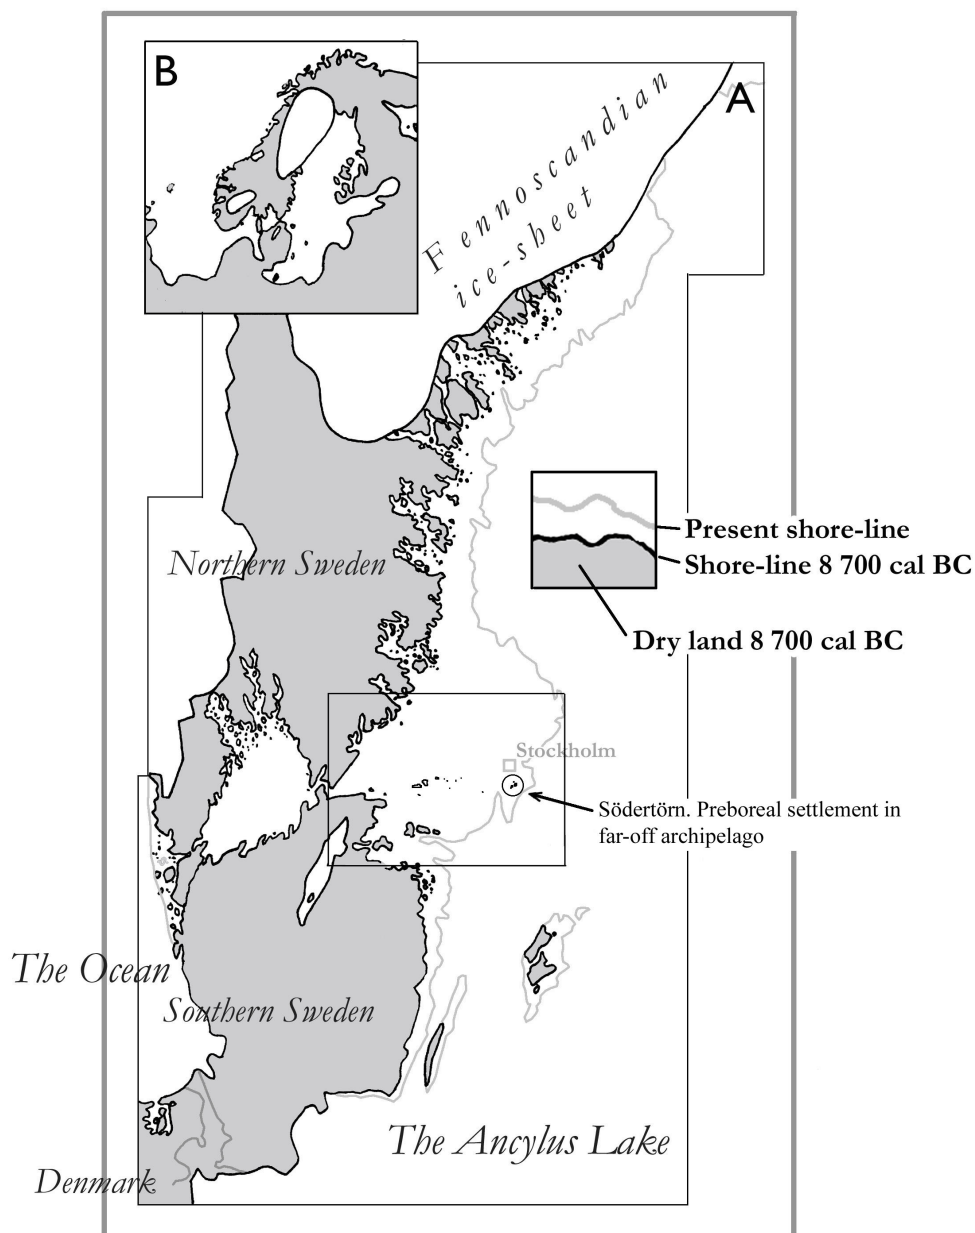 B
A
Fennoscandian
ice-sheet
Present shore-line
Shore-line 8 700 cal BC
Northern Sweden
Dry land 8 700 cal BC
Stockholm
Södertörn. Preboreal settlement in
far-off archipelago
The Ocean
Southern Sweden
The Ancylus Lake
Denmark